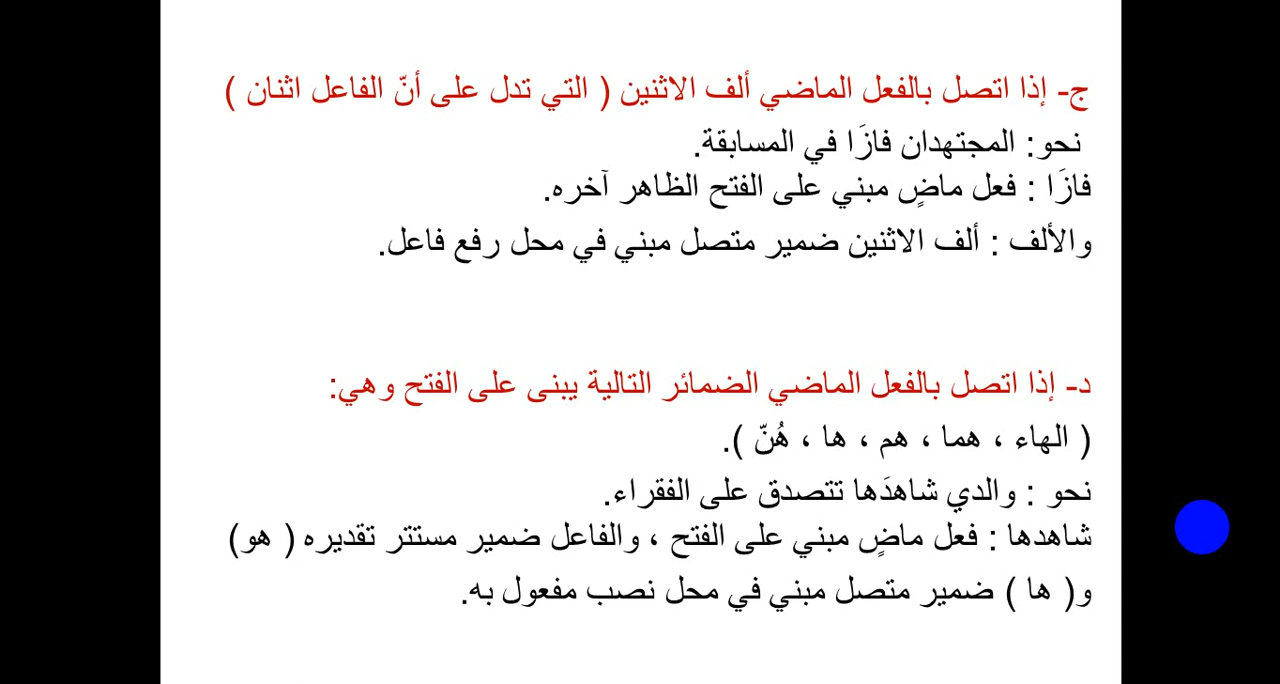 ج- إذا اتصل بالفعل الماضي ألف الاثنين ( التي تدل على أنّ الفاعل اثنان )
نحو: المجتهدان فازَا في المسابقة.
فازَا : فعل ماضٍ مبني على الفتح الظاهر آخره.
والألف : ألف الاثنين ضمير متصل مبني في محل رفع فاعل.
د- إذا اتصل بالفعل الماضي الضمائر التالية يبنى على الفتح وهي:
( الهاء ، هما ، هم ، ها ، هُنّ ).
نحو : والدي شاهدَها تتصدق على الفقراء.
شاهدها : فعل ماضٍ مبني على الفتح ، والفاعل ضمير مستتر تقديره ( هو)
و( ها ) ضمير متصل مبني في محل نصب مفعول به.